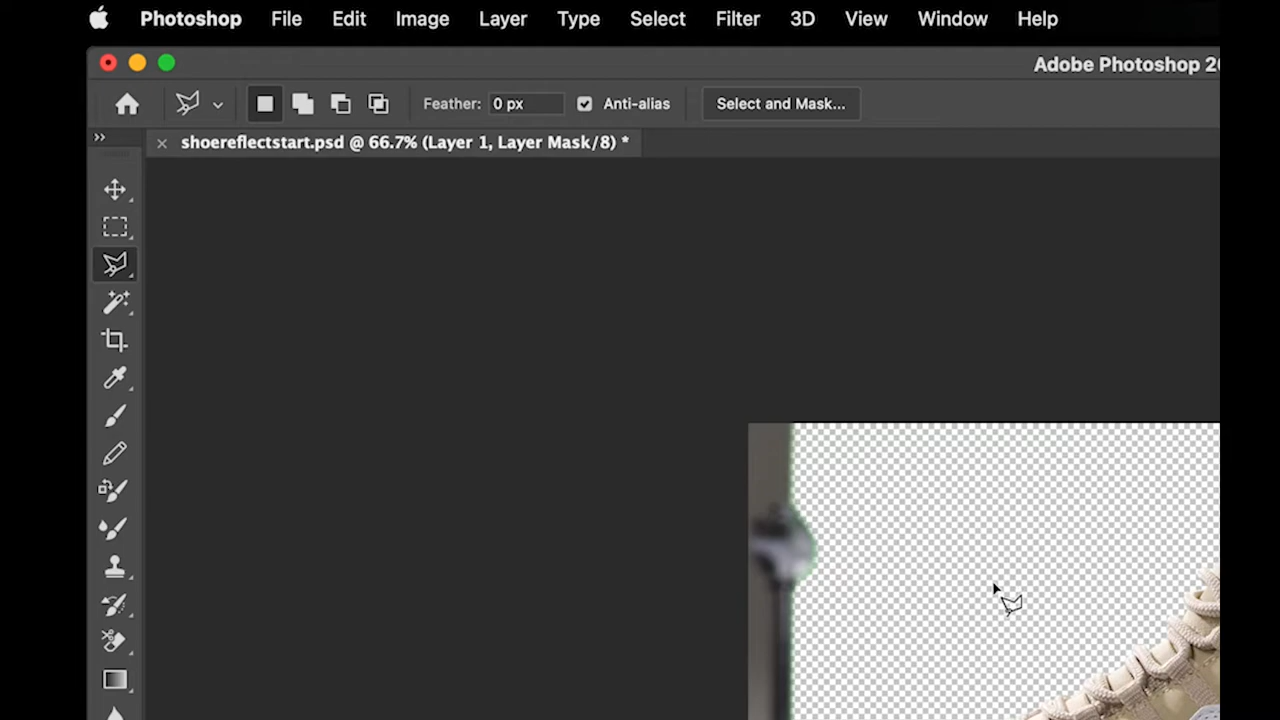 Photoshop File Edit Image Layer Type Select Filter 3D View Window Help
Adobe Photoshop 2
Feather: 0 px Anti-alias Select and Mask...
shoereflectstart.psd @ 66.7% (Layer 1, Layer Mask/8) *